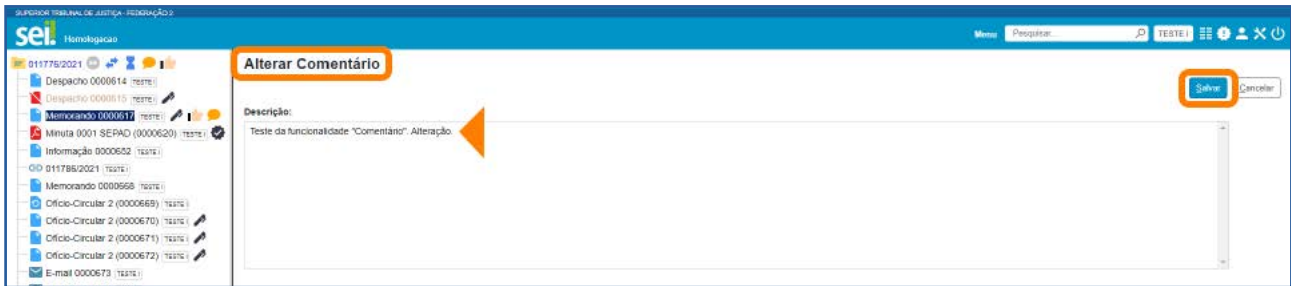 SUPERIOR TRIBUNAL DE JUSTIÇA - FEDERAÇÃO 2
sei! Homologacao
Menu Pesquisar... TESTE I
011776/2021
Despacho 0000614 TESTE I
Despacho 0000615 TESTE I
Memorando 0000617 TESTE I
Minuta 0001 SEPAD (0000620) TESTE I
Informação 0000652 TESTE I
011786/2021 TESTE I
Memorando 0000668 TESTE I
Ofício-Circular 2 (0000669) TESTE I
Ofício-Circular 2 (0000670) TESTE I
Ofício-Circular 2 (0000671) TESTE I
Ofício-Circular 2 (0000672) TESTE I
E-mail 0000673 TESTE I
Alterar Comentário
Salvar Cancelar
Descrição:
Teste da funcionalidade "Comentário". Alteração.